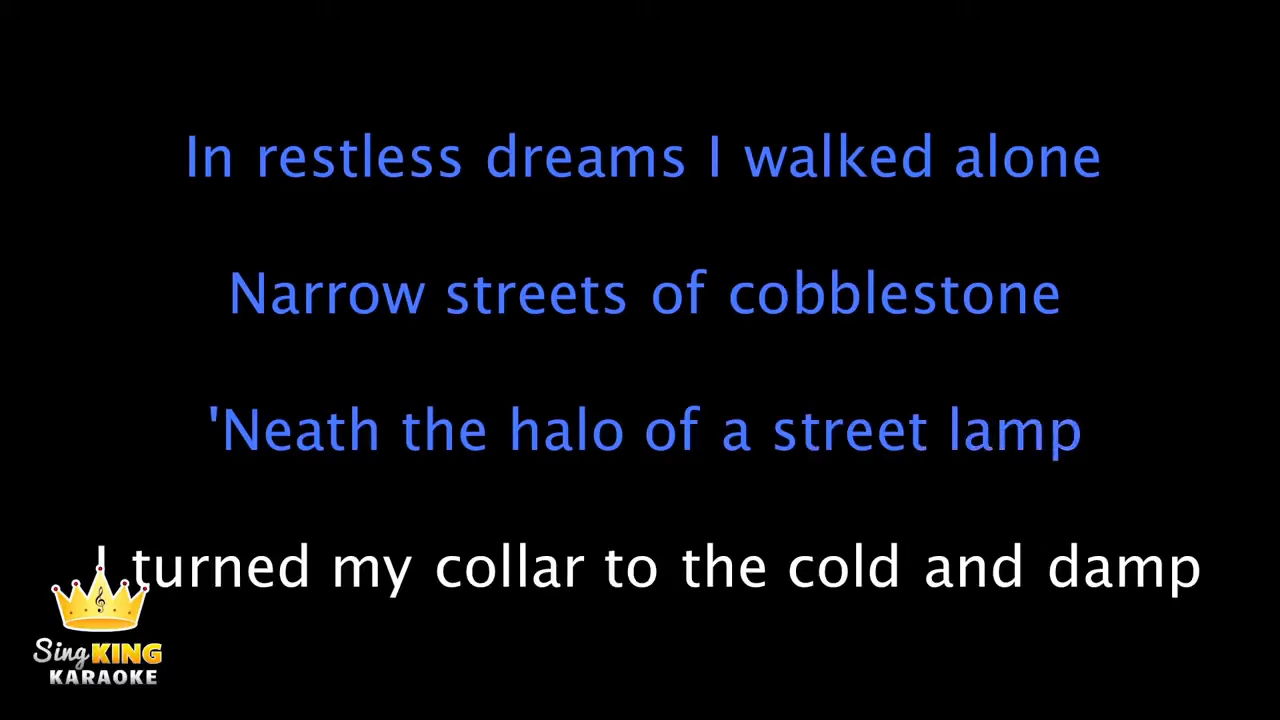 In restless dreams I walked alone
Narrow streets of cobblestone
'Neath the halo of a street lamp
I turned my collar to the cold and damp
Sing KING
KARAOKE